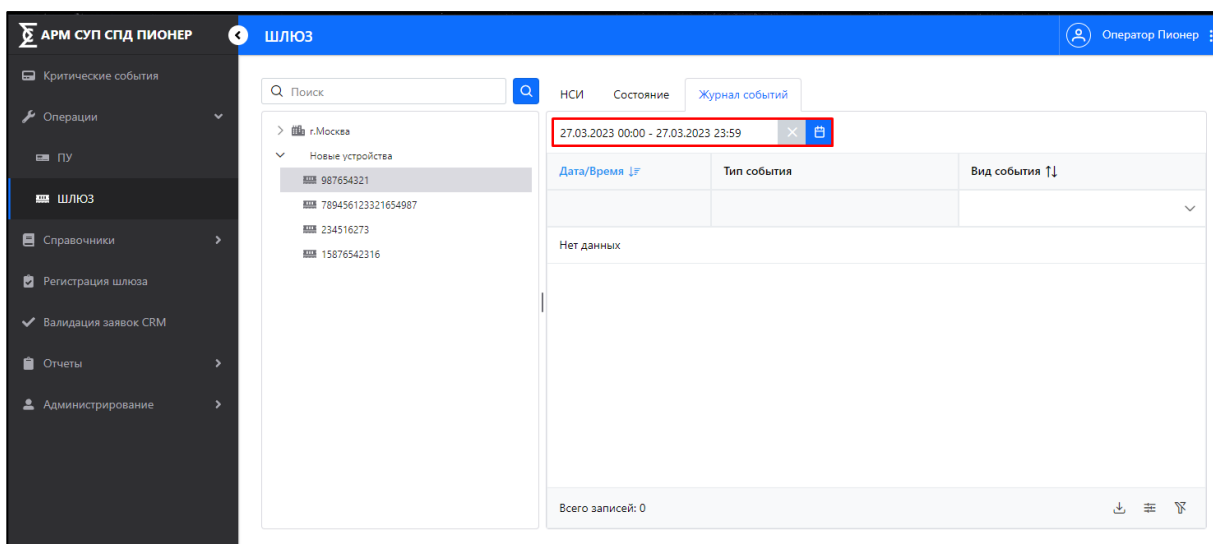 АРМ СУП СПД ПИОНЕР
ШЛЮЗ
Оператор Пионер
Критические события
Операции
ПУ
ШЛЮЗ
Справочники
Регистрация шлюза
Валидация заявок CRM
Отчеты
Администрирование
Поиск
г.Москва
Новые устройства
987654321
789456123321654987
234516273
15876542316
НСИ Состояние Журнал событий
27.03.2023 00:00 - 27.03.2023 23:59
Дата/Время Тип события Вид события
Нет данных
Всего записей: 0